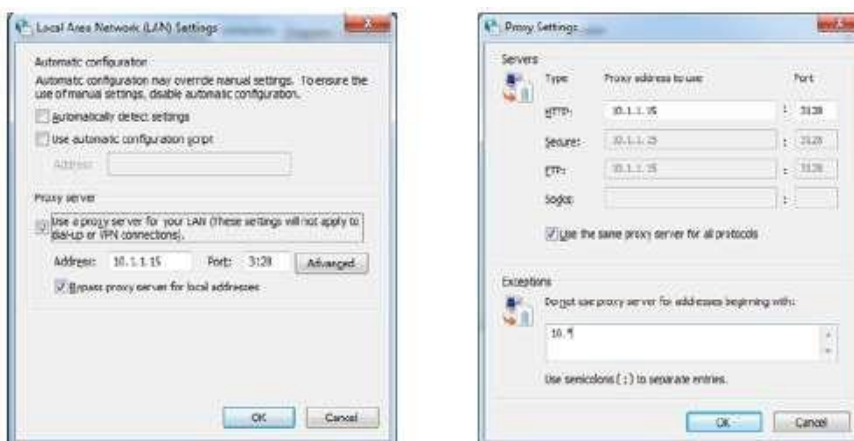 Local Area Network (LAN) Settings
Automatic configuration
Automatic configuration may override manual settings. To ensure the
use of manual settings, disable automatic configuration.
Automatically detect settings
Use automatic configuration script
Address:
Proxy server
Use a proxy server for your LAN (These settings will not apply to
dial-up or VPN connections).
Address: 10.1.1.15 Port: 3128 Advanced
Bypass proxy server for local addresses
OK Cancel
Proxy Settings
Servers
Type Proxy address to use Port
HTTP: 10.1.1.15 : 3128
Secure: 10.1.1.15 : 3128
FTP: 10.1.1.15 : 3128
Socks: :
Use the same proxy server for all protocols
Exceptions
Do not use proxy server for addresses beginning with:
10.*
Use semicolons ( ; ) to separate entries.
OK Cancel